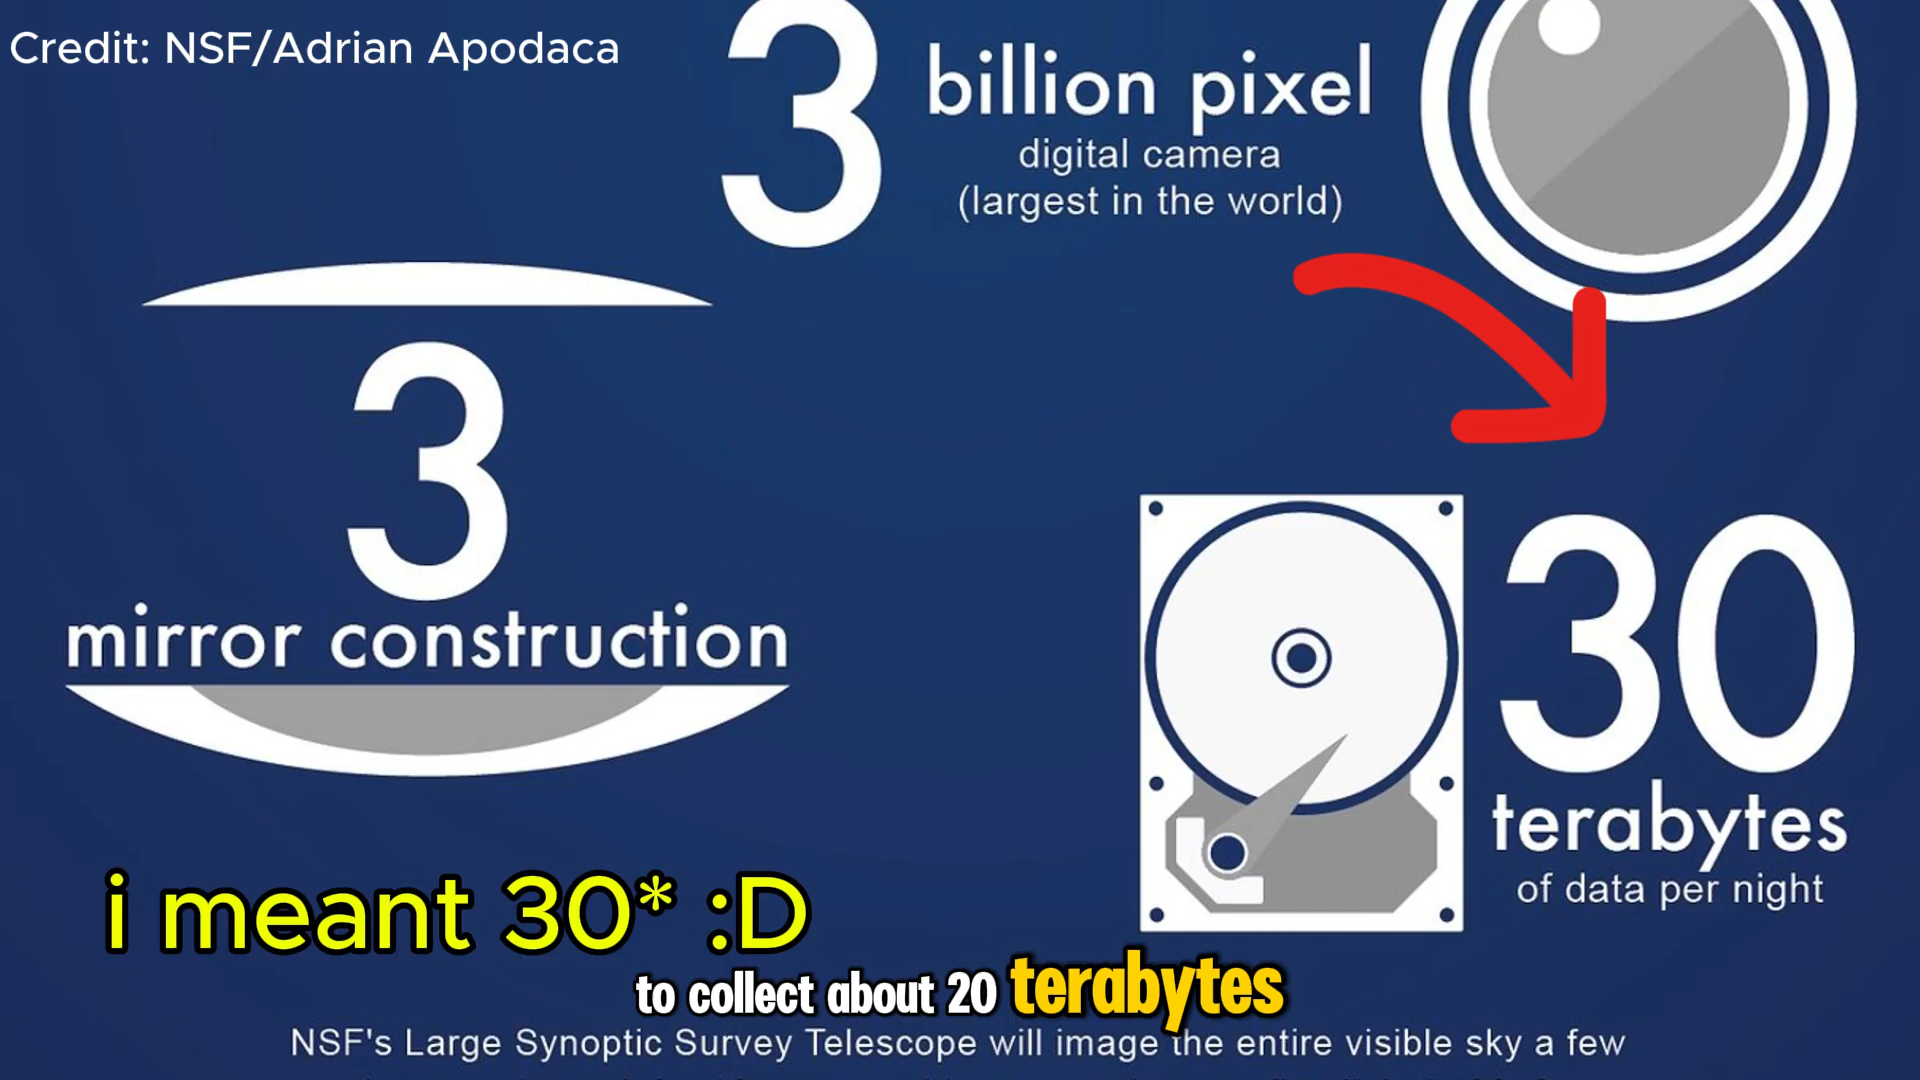 Credit: NSF/Adrian Apodaca
3
billion pixel
digital camera
(largest in the world)
3
mirror construction
30
terabytes
of data per night
i meant 30* :D
to collect about 20 terabytes
NSF's Large Synoptic Survey Telescope will image the entire visible sky a few